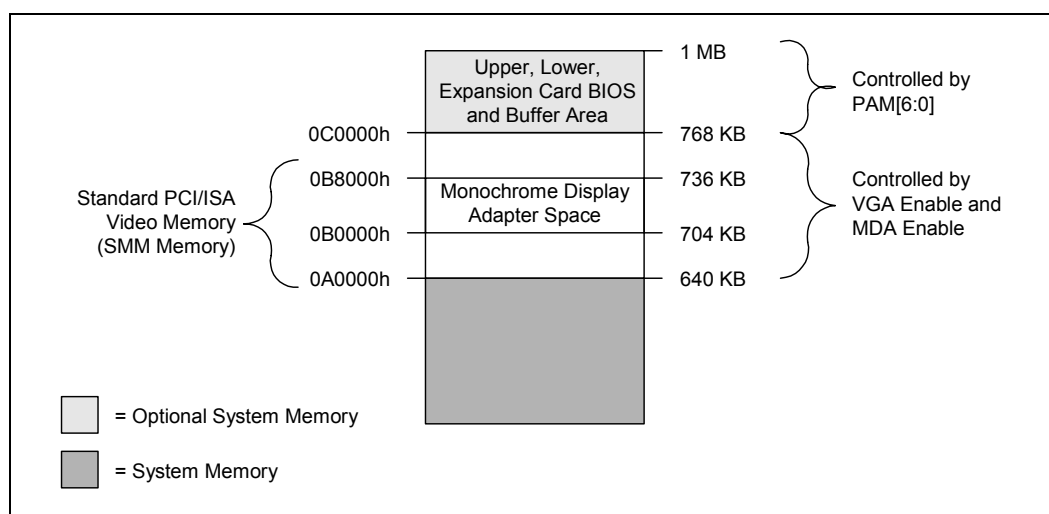 1 MB
Upper, Lower,
Expansion Card BIOS
and Buffer Area
Controlled by
PAM[6:0]
0C0000h
768 KB
Standard PCI/ISA
Video Memory
(SMM Memory)
0B8000h
736 KB
Monochrome Display
Adapter Space
Controlled by
VGA Enable and
MDA Enable
0B0000h
704 KB
0A0000h
640 KB
= Optional System Memory
= System Memory